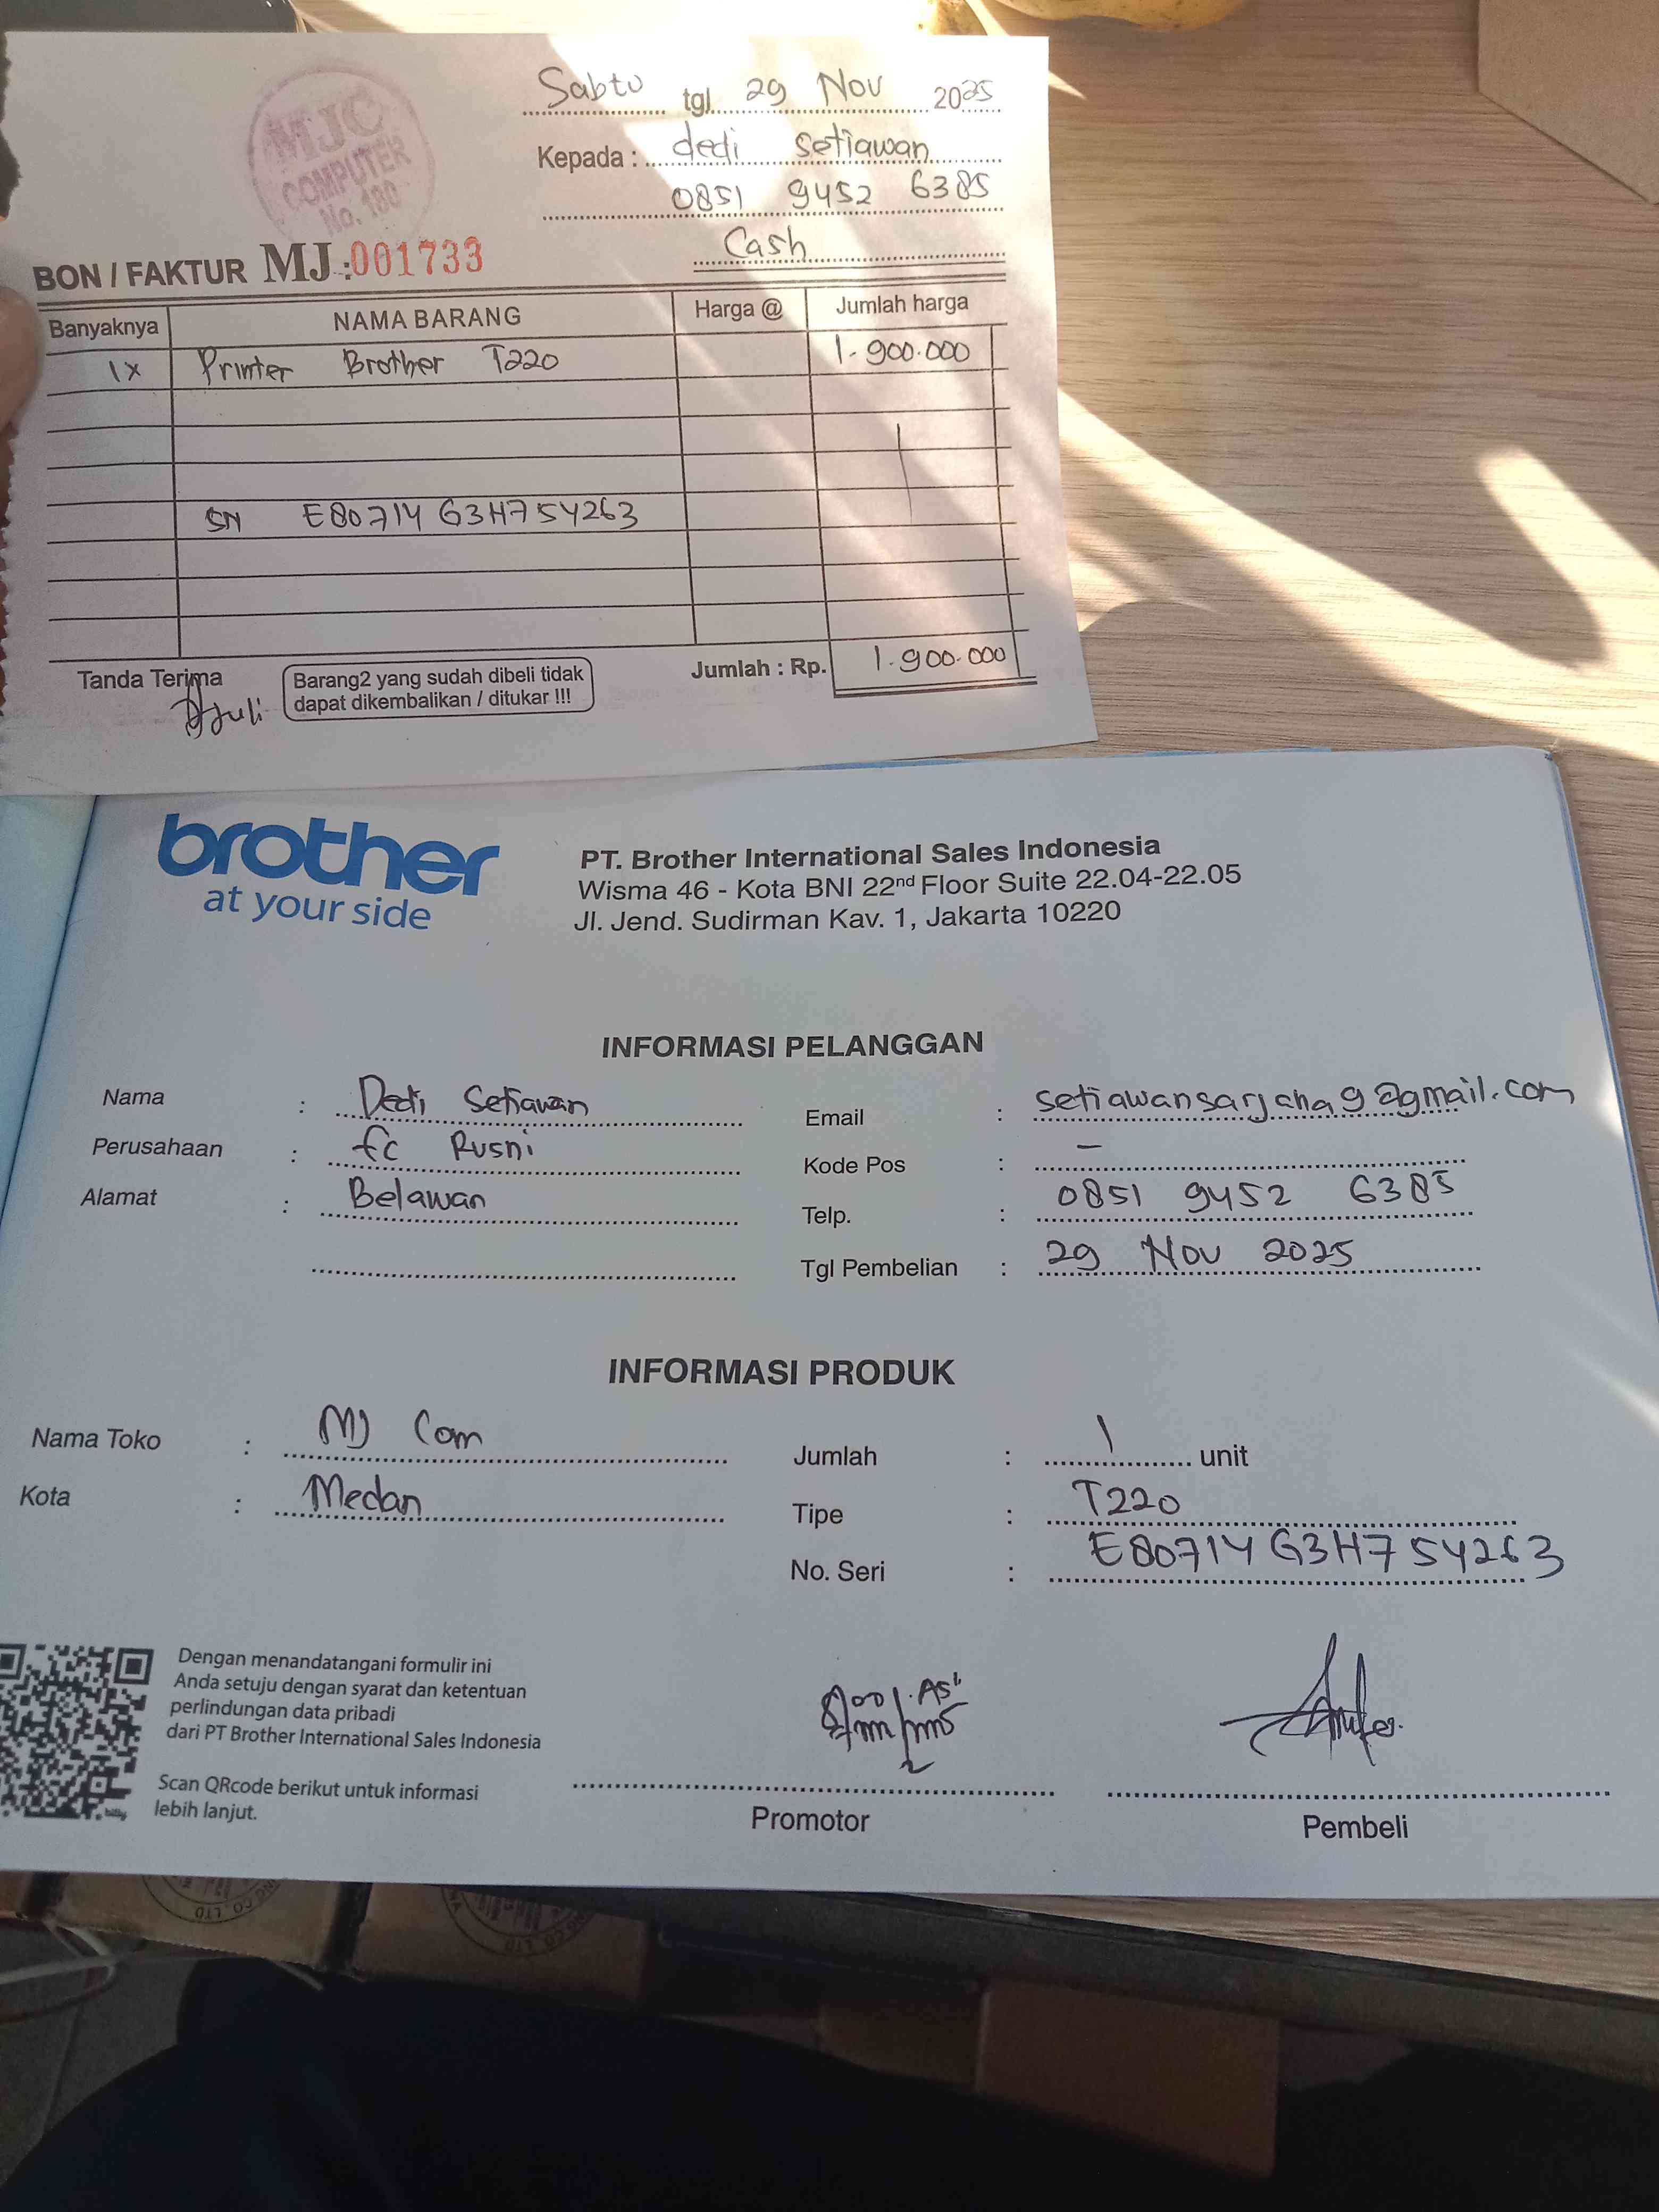 MJC
COMPUTER
No. 180
Sabtu tgl. 29 Nov 2025
Kepada : dedi setiawan
0851 9452 6385
Cash
BON / FAKTUR MJ : 001733
Banyaknya NAMA BARANG Harga @ Jumlah harga
1x Printer Brother T220 1.900.000
SN E80714G3H754263
Tanda Terima Barang2 yang sudah dibeli tidak Jumlah : Rp. 1.900.000
dapat dikembalikan / ditukar !!!
brother
at your side
PT. Brother International Sales Indonesia
Wisma 46 - Kota BNI 22nd Floor Suite 22.04-22.05
Jl. Jend. Sudirman Kav. 1, Jakarta 10220
INFORMASI PELANGGAN
Nama : Dedi Setiawan
Perusahaan : fc Rusni
Alamat : Belawan
Email : setiawansarjana9@gmail.com
Kode Pos : -
Telp. : 0851 9452 6385
Tgl Pembelian : 29 Nov 2025
INFORMASI PRODUK
Nama Toko : MJ Com
Kota : Medan
Jumlah : 1 unit
Tipe : T220
No. Seri : E80714G3H754263
Dengan menandatangani formulir ini
Anda setuju dengan syarat dan ketentuan
perlindungan data pribadi
dari PT Brother International Sales Indonesia
Scan QRcode berikut untuk informasi
lebih lanjut.
Promotor
Pembeli